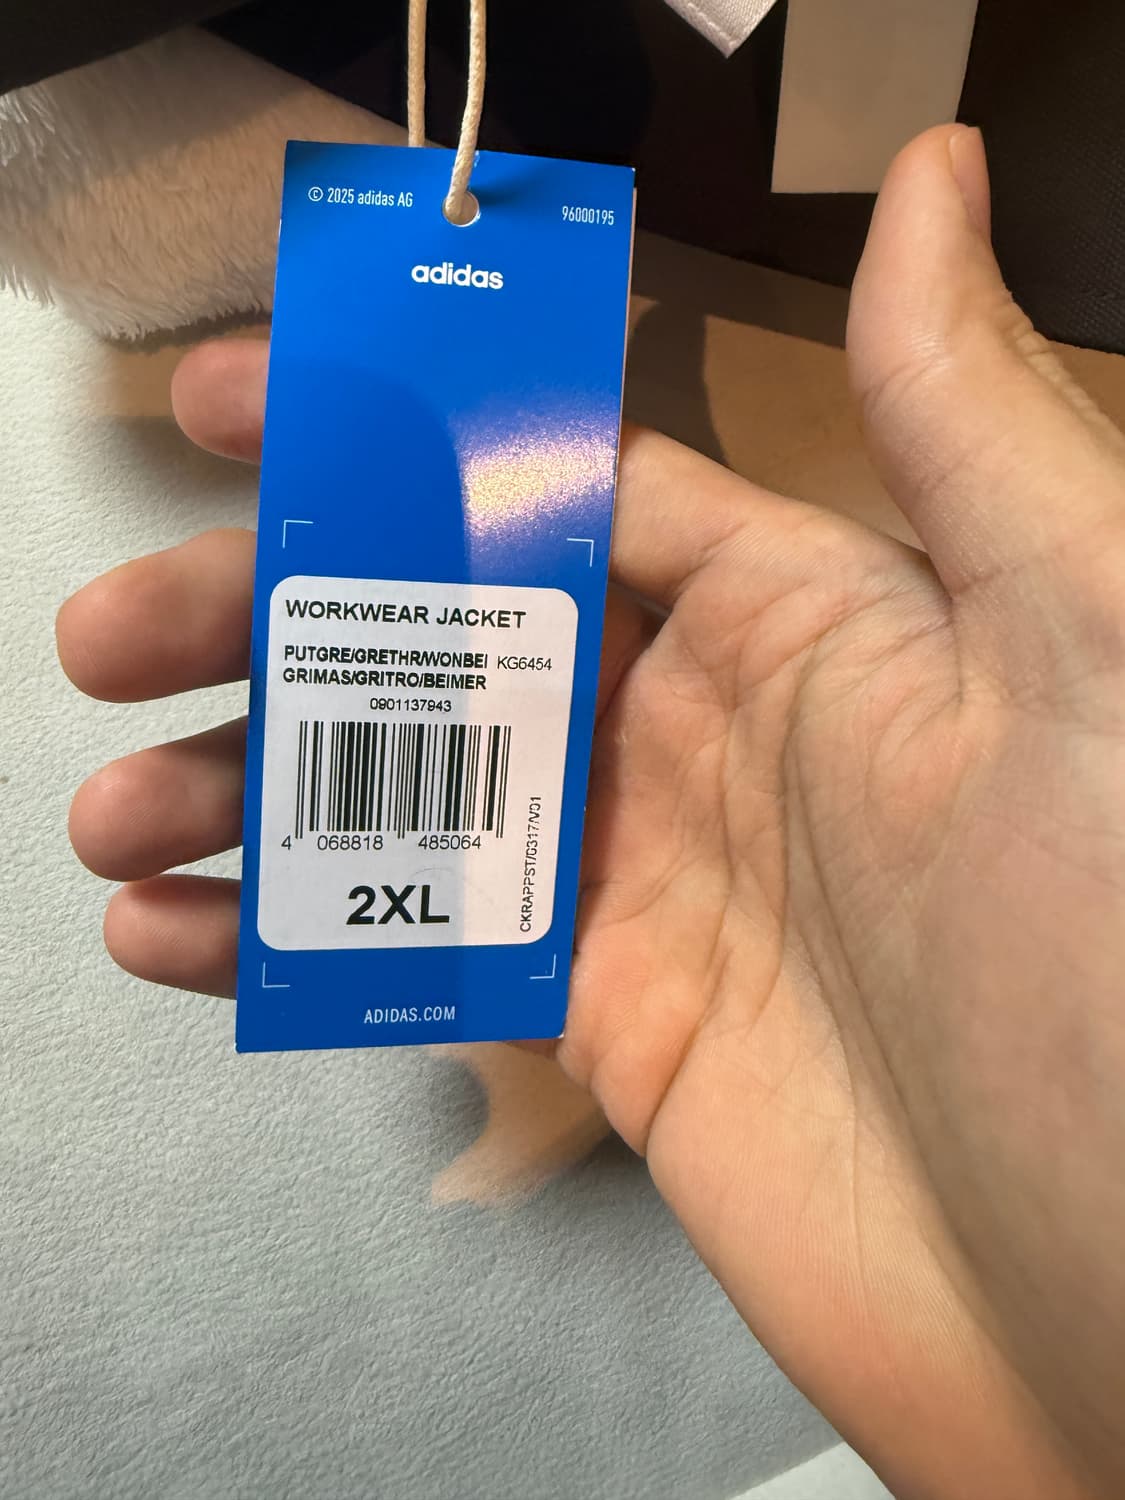 © 2025 adidas AG
96000195
adidas
WORKWEAR JACKET
PUTGRE/GRETHR/WONBEI KG6454
GRIMAS/GRITRO/BEIMER
0901137943
4 068818 485064
2XL
CKRAPPST/0317/V01
ADIDAS.COM